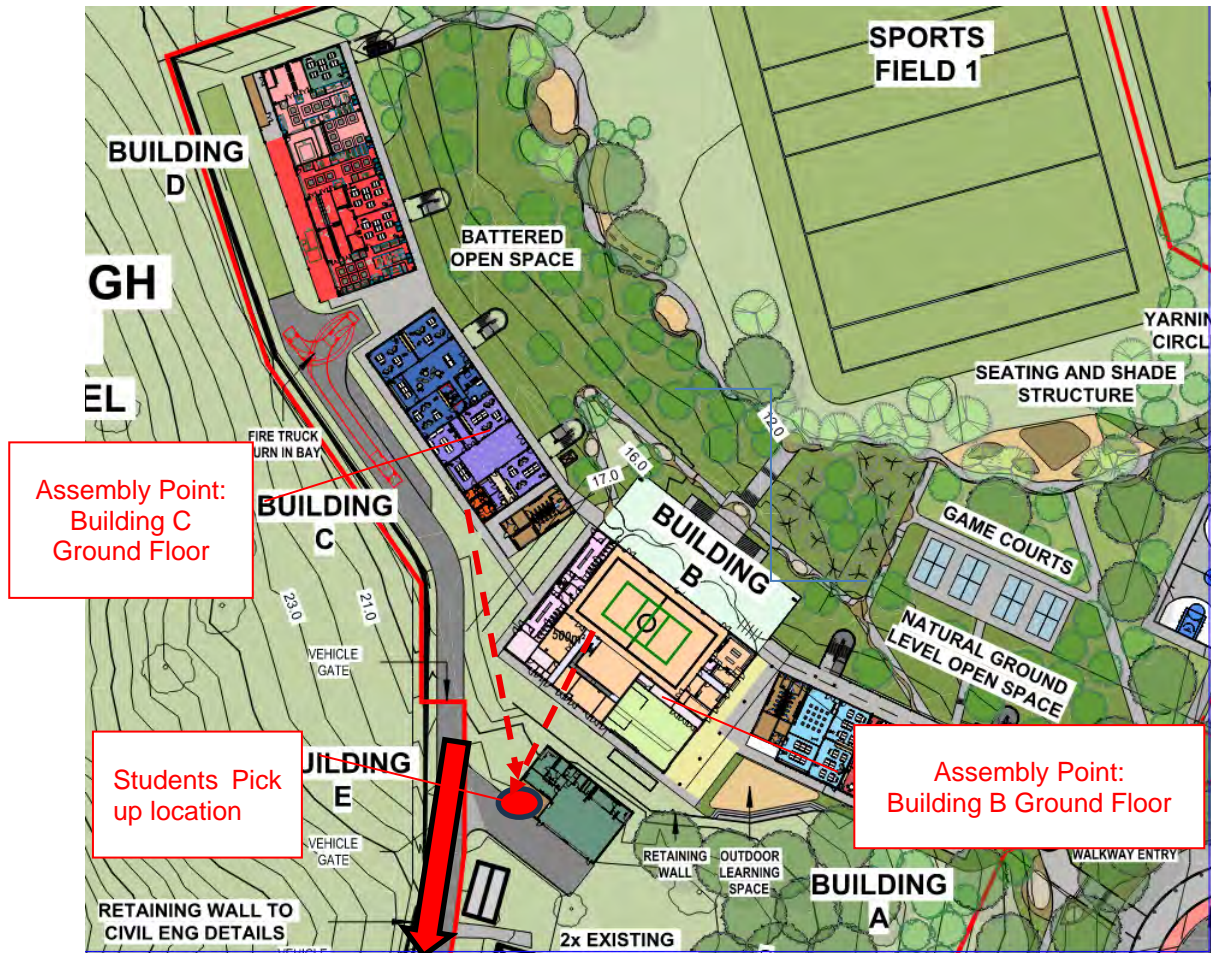 SPORTS
FIELD 1
BUILDING
D
BATTERED
OPEN SPACE
GH
EL
YARNIN
CIRCL
SEATING AND SHADE
STRUCTURE
FIRE TRUCK
URN IN BAY
12.0
16.0
17.0
Assembly Point:
Building C
Ground Floor
BUILDING
C
BUILDING
B
GAME COURTS
23.0
21.0
NATURAL GROUND
LEVEL OPEN SPACE
VEHICLE
GATE
Students Pick
up location
UILDING
E
Assembly Point:
Building B Ground Floor
VEHICLE
GATE
RETAINING
WALL
OUTDOOR
LEARNING
SPACE
WALKWAY ENTRY
BUILDING
A
RETAINING WALL TO
CIVIL ENG DETAILS
2x EXISTING
VEHICLE